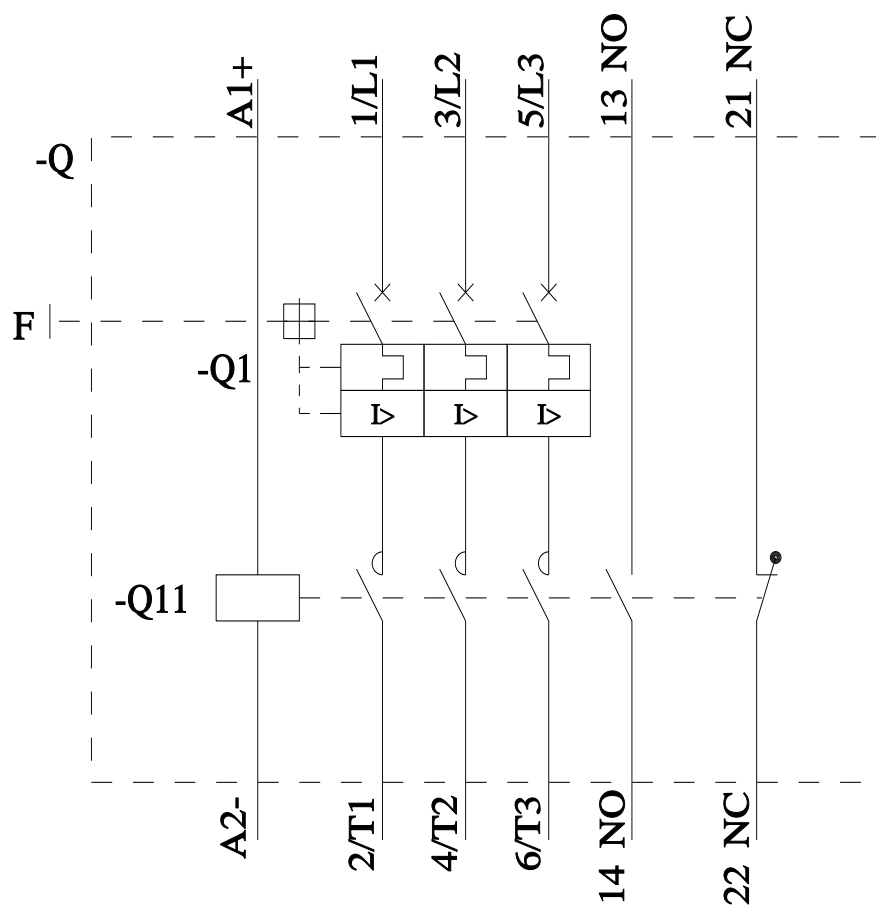 A1+
1/L1
3/L2
5/L3
13 NO
21 NC
-Q
F
-Q1
I>
I>
I>
-Q11
A2-
2/T1
4/T2
6/T3
14 NO
22 NC